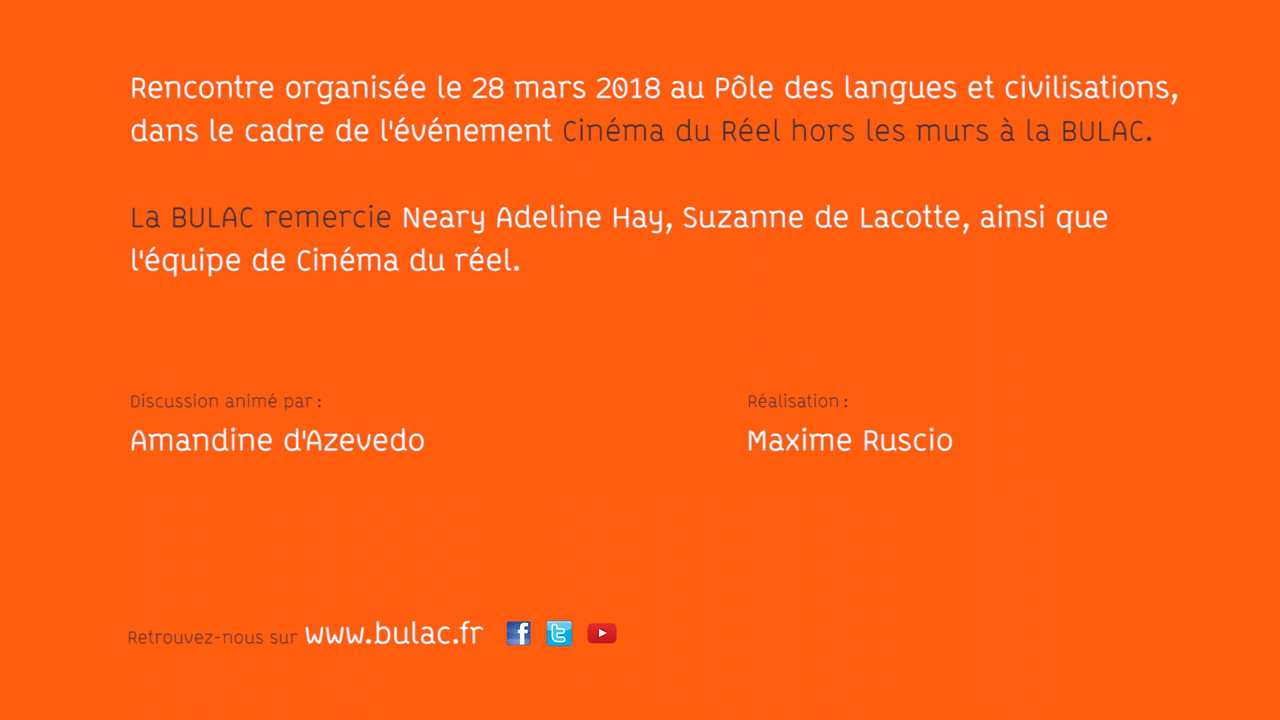 Rencontre organisée le 28 mars 2018 au Pôle des langues et civilisations,
dans le cadre de l'événement Cinéma du Réel hors les murs à la BULAC.
La BULAC remercie Neary Adeline Hay, Suzanne de Lacotte, ainsi que
l'équipe de Cinéma du réel.
Discussion animé par :
Amandine d'Azevedo
Réalisation :
Maxime Ruscio
Retrouvez-nous sur www.bulac.fr